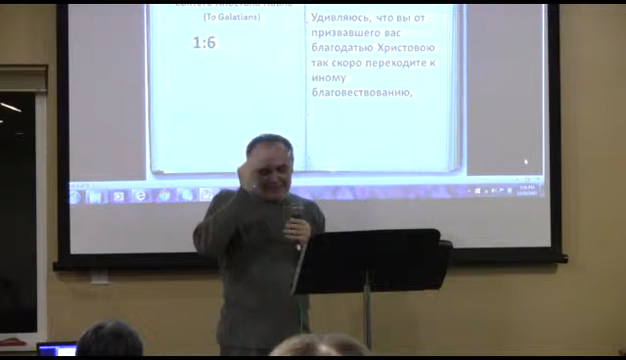 (To Galatians)
1:6
Удивляюсь, что вы от
призвавшего вас
благодатью Христовою
так скоро переходите к
иному
благовествованию,